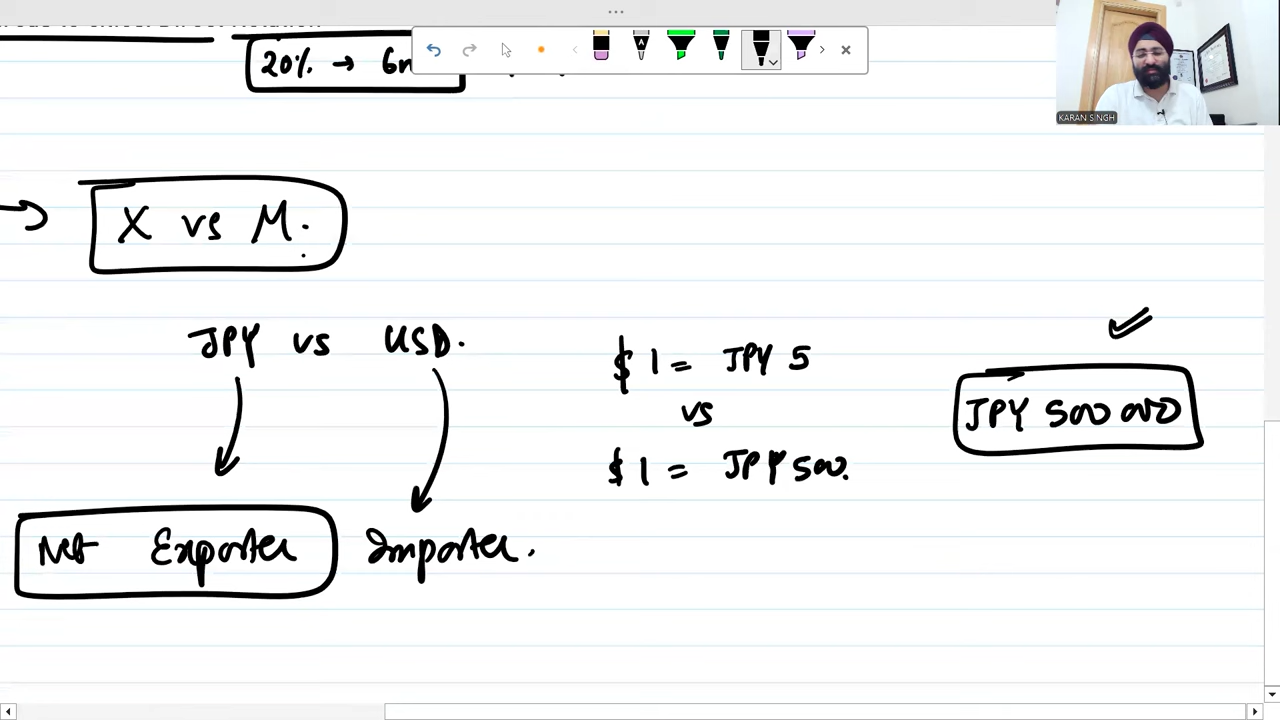 20% → 6m
KARAN SINGH
X vs M.
JPY vs USD.
$ 1 = JPY 5
vs
$ 1 = JPY 500.
JPY 500 000
Net Exporter
Importer.